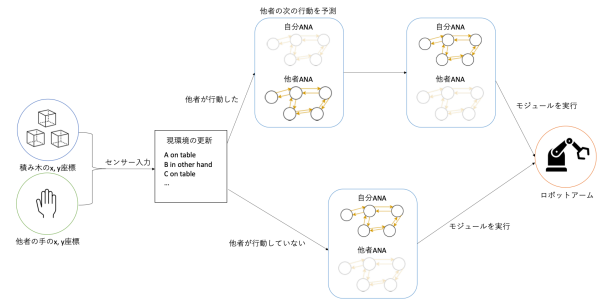 他者の次の行動を予測
自分ANA
他者ANA
自分ANA
他者ANA
他者が行動した
モジュールを実行
積み木のx, y座標
センサー入力
現環境の更新
A on table
B in other hand
C on table
...
他者の手のx, y座標
ロボットアーム
他者が行動していない
自分ANA
他者ANA
モジュールを実行